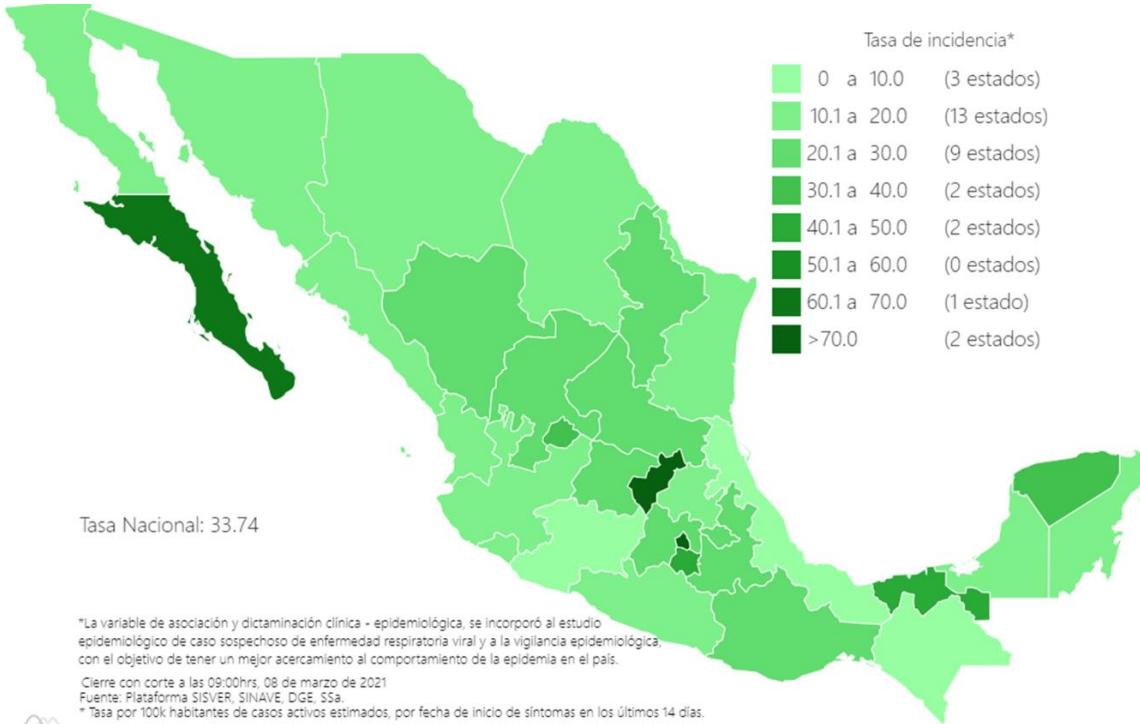 Tasa de incidencia*
0 a 10.0 (3 estados)
10.1 a 20.0 (13 estados)
20.1 a 30.0 (9 estados)
30.1 a 40.0 (2 estados)
40.1 a 50.0 (2 estados)
50.1 a 60.0 (0 estados)
60.1 a 70.0 (1 estado)
>70.0 (2 estados)
Tasa Nacional: 33.74
*La variable de asociación y dictaminación clínica - epidemiológica, se incorporó al estudio
epidemiológico de caso sospechoso de enfermedad respiratoria viral y a la vigilancia epidemiológica,
con el objetivo de tener un mejor acercamiento al comportamiento de la epidemia en el país.
Cierre con corte a las 09:00hrs, 08 de marzo de 2021
Fuente: Plataforma SISVER, SINAVE, DGE, SSa.
* Tasa por 100k habitantes de casos activos estimados, por fecha de inicio de síntomas en los últimos 14 días.